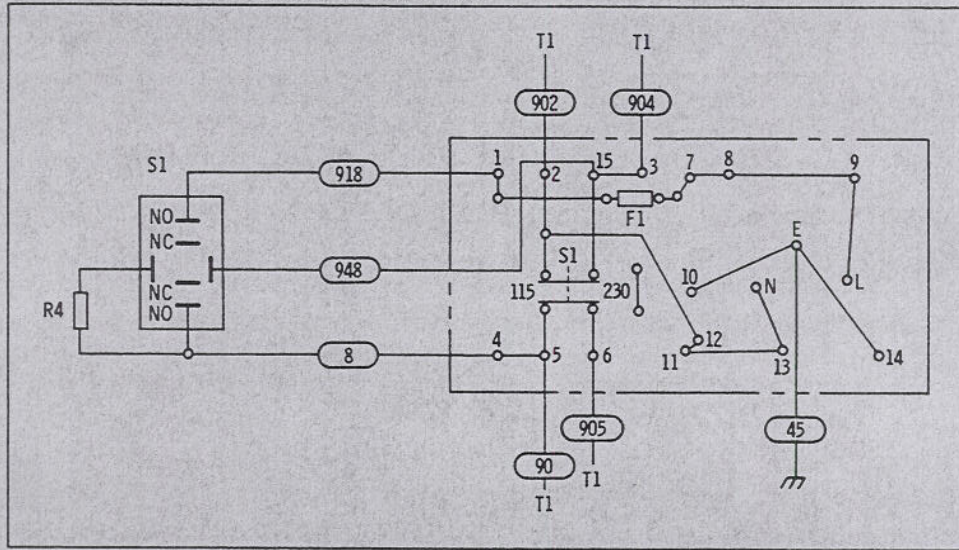 T1 T1
902 904
S1 1 2 15 3 7 8 9
918
NO F1
NC E
948 S1
115 230 10 N L
R4 NC
NO
8 4 5 6 11 12 13 14
905 45
90 T1
T1